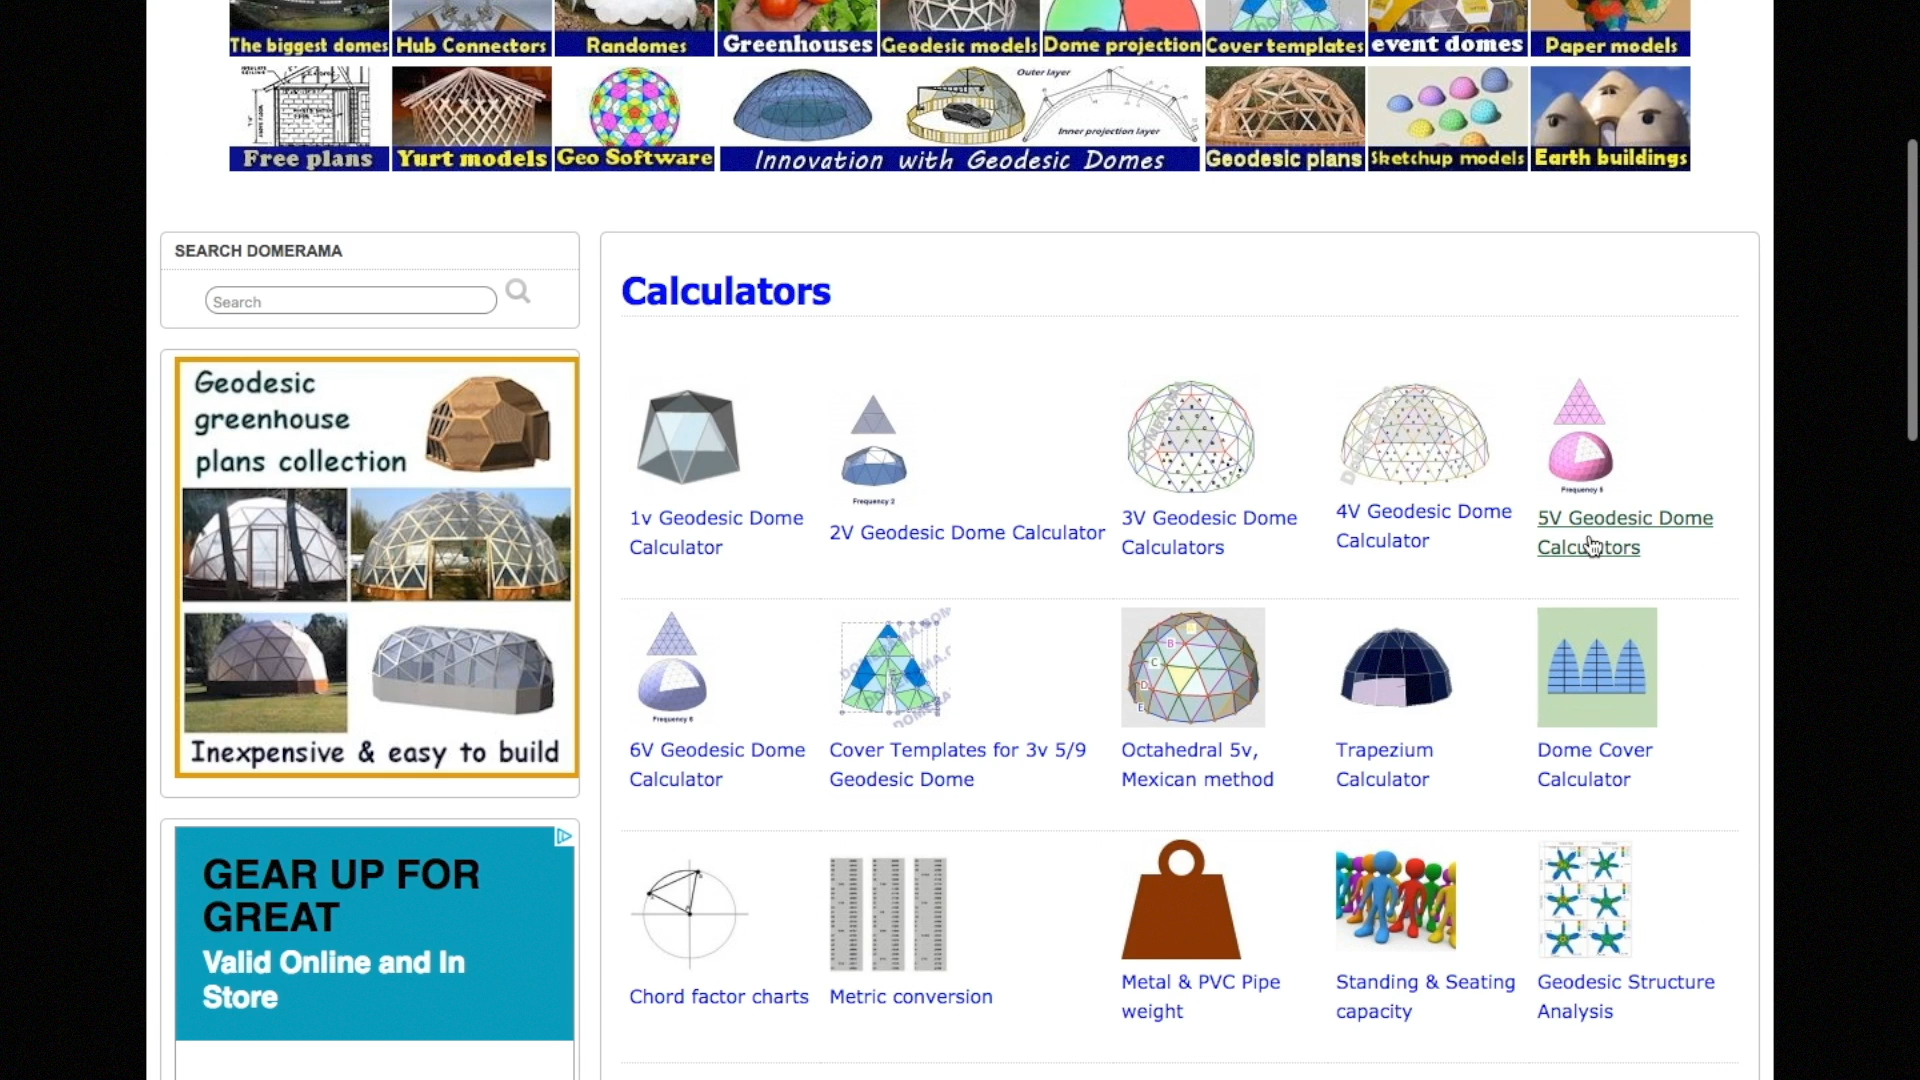 The biggest domes
Hub Connectors
Randomes
Greenhouses
Geodesic models
Dome projection
Cover templates
event domes
Paper models
Outer layer
Inner projection layer
Free plans
Yurt models
Geo Software
Innovation with Geodesic Domes
Geodesic plans
Sketchup models
Earth buildings
SEARCH DOMERAMA
Search
Geodesic
greenhouse
plans collection
Inexpensive & easy to build
GEAR UP FOR
GREAT
Valid Online and In
Store
Calculators
1v Geodesic Dome
Calculator
Frequency 2
2V Geodesic Dome Calculator
3V Geodesic Dome
Calculators
4V Geodesic Dome
Calculator
Frequency 5
5V Geodesic Dome
Calculators
Frequency 6
6V Geodesic Dome
Calculator
Cover Templates for 3v 5/9
Geodesic Dome
A
B
C
D
E
Octahedral 5v,
Mexican method
Trapezium
Calculator
Dome Cover
Calculator
Chord factor charts
Metric conversion
Metal & PVC Pipe
weight
Standing & Seating
capacity
Geodesic Structure
Analysis